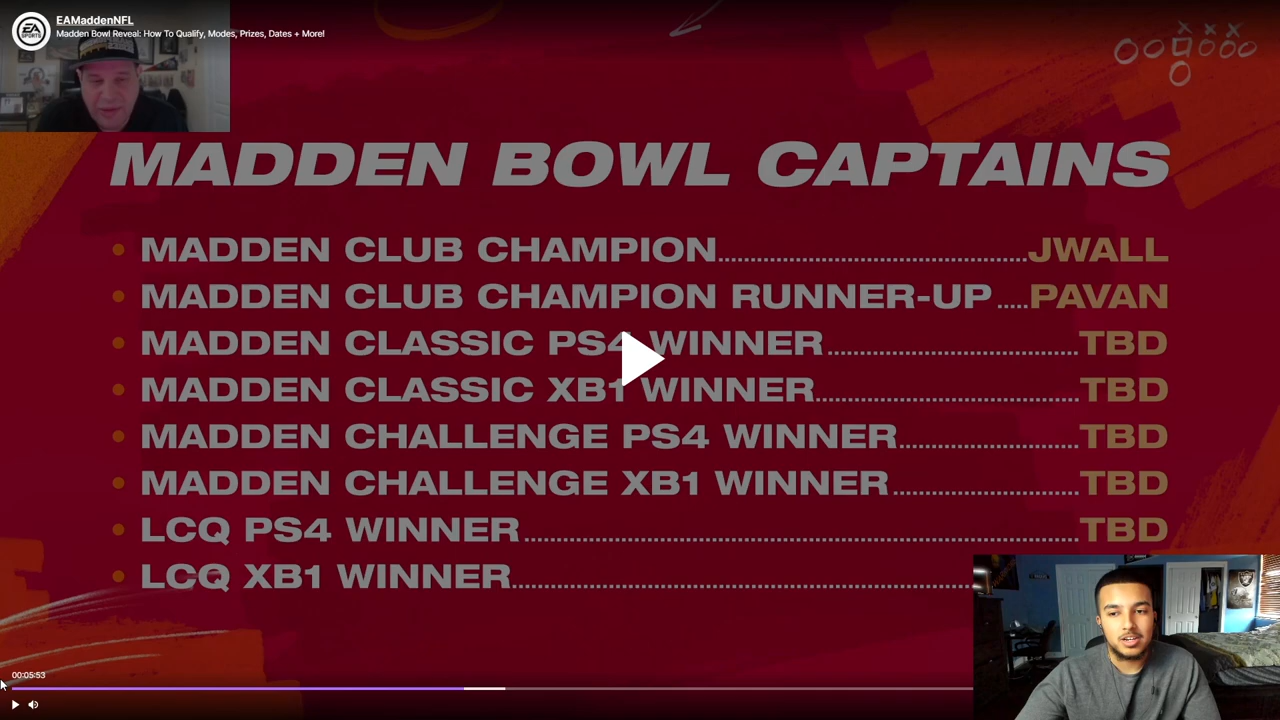 EAMaddenNFL
Madden Bowl Reveal: How To Qualify, Modes, Prizes, Dates + More!
EA
SPORTS
MADDEN BOWL CAPTAINS
• MADDEN CLUB CHAMPION....................................................JWALL
• MADDEN CLUB CHAMPION RUNNER-UP.....PAVAN
• MADDEN CLASSIC PS4 WINNER..........................................TBD
• MADDEN CLASSIC XB1 WINNER............................................TBD
• MADDEN CHALLENGE PS4 WINNER..............................TBD
• MADDEN CHALLENGE XB1 WINNER...............................TBD
• LCQ PS4 WINNER.............................................................................TBD
• LCQ XB1 WINNER................................................................
00:05:53